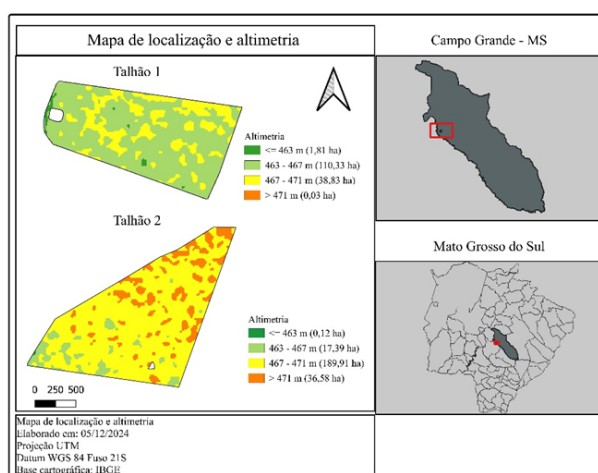 Mapa de localização e altimetria
Talhão 1
Altimetria
<= 463 m (1,81 ha)
463 - 467 m (110,33 ha)
467 - 471 m (38,83 ha)
> 471 m (0,03 ha)
Talhão 2
Altimetria
<= 463 m (0,12 ha)
463 - 467 m (17,39 ha)
467 - 471 m (189,91 ha)
> 471 m (36,58 ha)
0 250 500
Campo Grande - MS
Mato Grosso do Sul
Mapa de localização e altimetria
Elaborado em: 05/12/2024
Projeção UTM
Datum WGS 84 Fuso 21S
Base cartográfica: IBGE